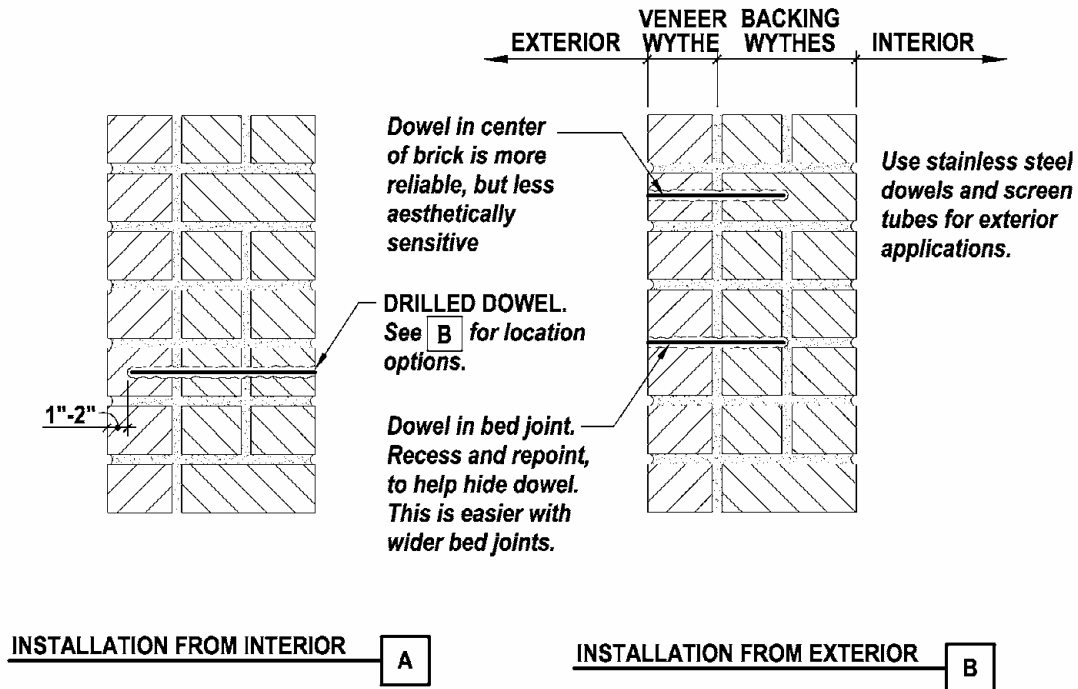 VENEER WYTHE
BACKING WYTHES
EXTERIOR
INTERIOR
Dowel in center
of brick is more
reliable, but less
aesthetically
sensitive
Use stainless steel
dowels and screen
tubes for exterior
applications.
DRILLED DOWEL.
See B for location
options.
1"-2"
Dowel in bed joint.
Recess and repoint,
to help hide dowel.
This is easier with
wider bed joints.
INSTALLATION FROM INTERIOR A
INSTALLATION FROM EXTERIOR B